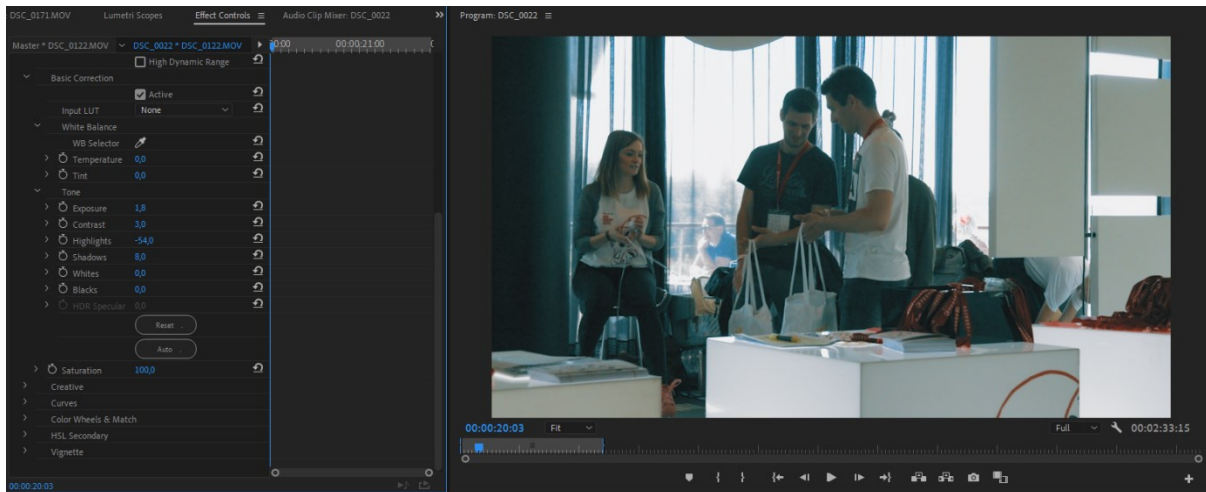 DSC_0171.MOV Lumetri Scopes Effect Controls Audio Clip Mixer: DSC_0022 Program: DSC_0022
Master * DSC_0122.MOV DSC_0022 * DSC_0122.MOV 0:00 00:00:21:00
High Dynamic Range
Basic Correction
Active
Input LUT None
White Balance
WB Selector
Temperature 0,0
Tint 0,0
Tone
Exposure 1,8
Contrast 3,0
Highlights -54,0
Shadows 8,0
Whites 0,0
Blacks 0,0
HDR Specular 0,0
Reset
Auto
Saturation 100,0
Creative
Curves
Color Wheels & Match
HSL Secondary
Vignette
00:00:20:03
00:00:20:03 Fit Full 00:02:33:15